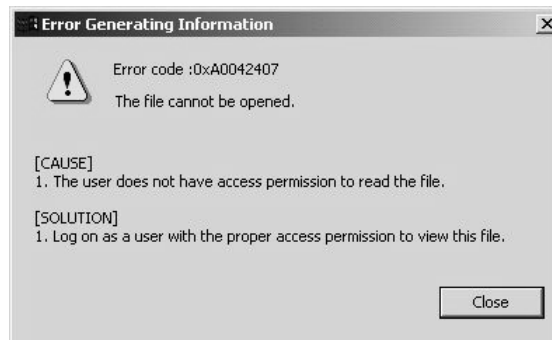 Error Generating Information
Error code :0xA0042407
The file cannot be opened.
[CAUSE]
1. The user does not have access permission to read the file.
[SOLUTION]
1. Log on as a user with the proper access permission to view this file.
Close